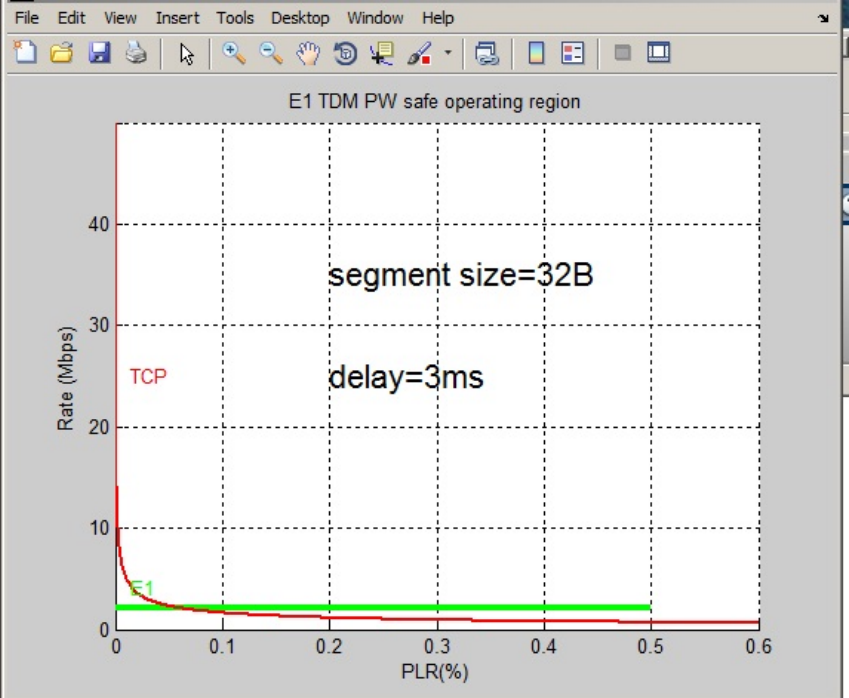 File Edit View Insert Tools Desktop Window Help
E1 TDM PW safe operating region
40
segment size=32B
30
TCP
delay=3ms
Rate (Mbps)
20
10
E1
0
0 0.1 0.2 0.3 0.4 0.5 0.6
PLR(%)